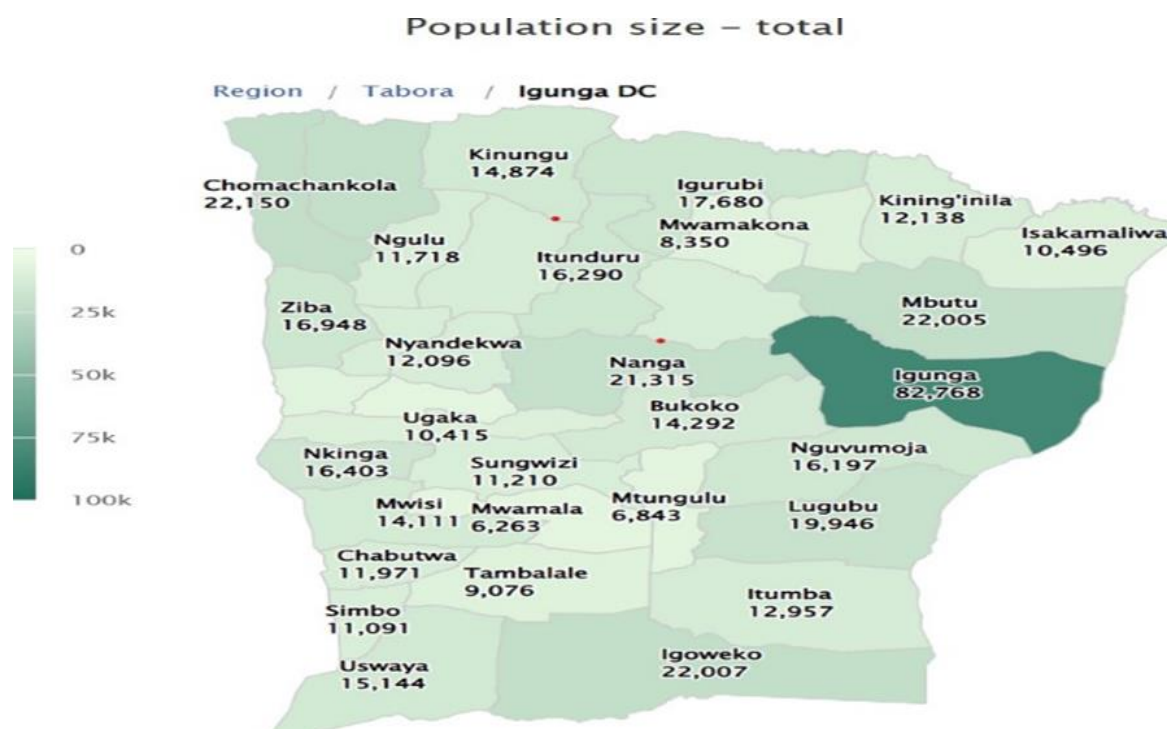 Population size – total
Region / Tabora / Igunga DC
Kinungu
14,874
Chomachankola
22,150
Igurubi
17,680
Kining'inila
12,138
Mwamakona
8,350
Isakamaliwa
10,496
Ngulu
11,718
Itunduru
16,290
0
25k
50k
75k
100k
Ziba
16,948
Mbutu
22,005
Nyandekwa
12,096
Nanga
21,315
Igunga
82,768
Bukoko
14,292
Ugaka
10,415
Nkinga
16,403
Sungwizi
11,210
Nguvumoja
16,197
Mwisi
14,111
Mwamala
6,263
Mtungulu
6,843
Lugubu
19,946
Chabutwa
11,971
Tambalale
9,076
Itumba
12,957
Simbo
11,091
Uswaya
15,144
Igoweko
22,007